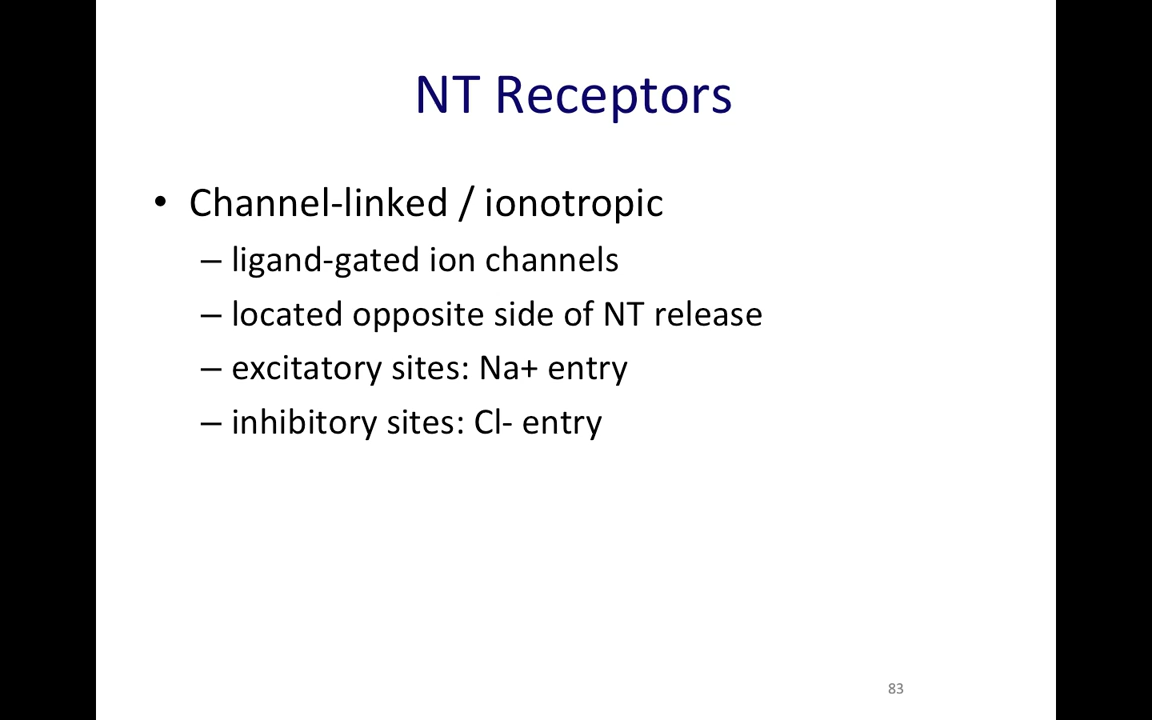 NT Receptors
• Channel-linked / ionotropic
– ligand-gated ion channels
– located opposite side of NT release
– excitatory sites: Na+ entry
– inhibitory sites: Cl- entry
83